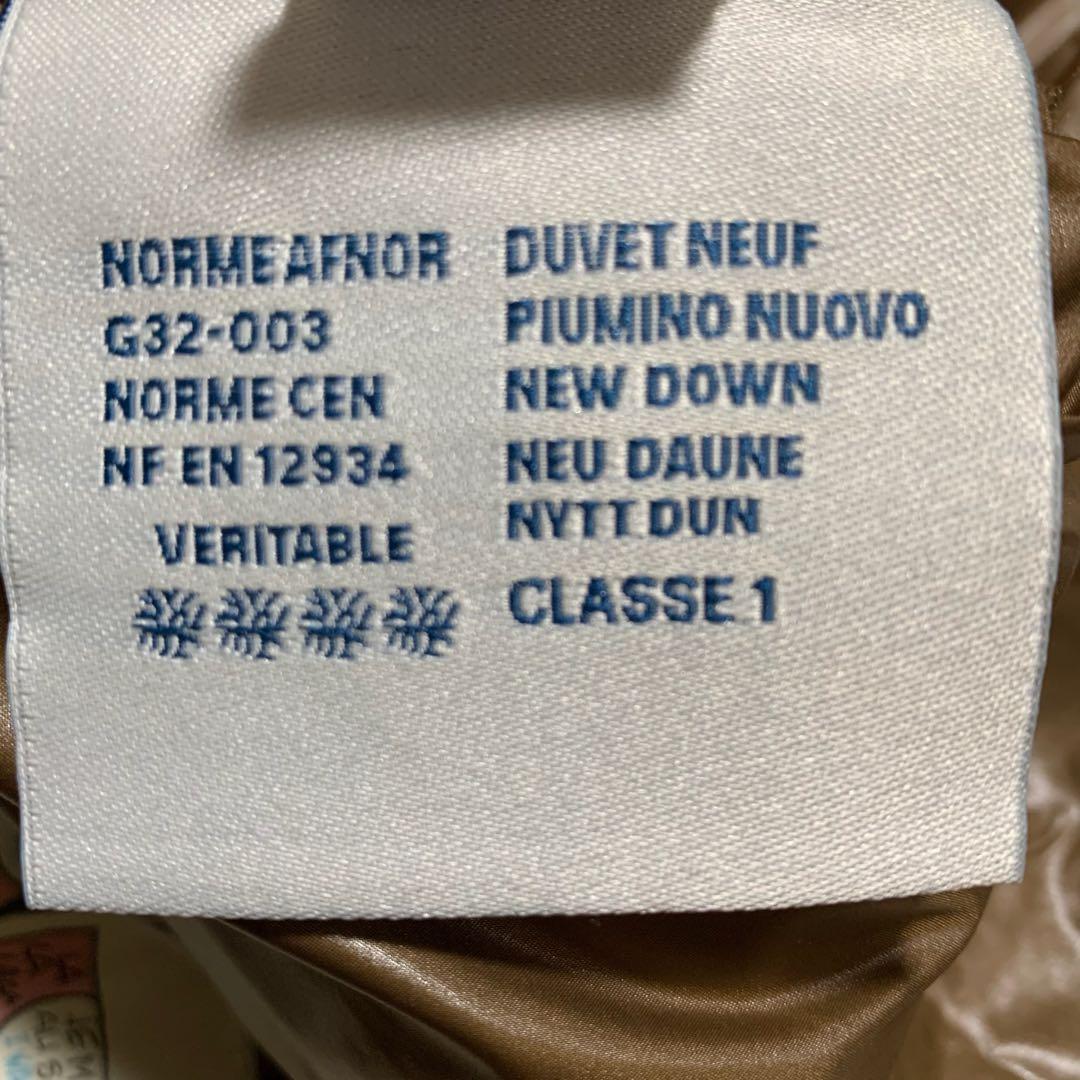 NORME AFNOR
G32-003
NORME CEN
NF EN 12934
VERITABLE
DUVET NEUF
PIUMINO NUOVO
NEW DOWN
NEU DAUNE
NYTT DUN
CLASSE 1